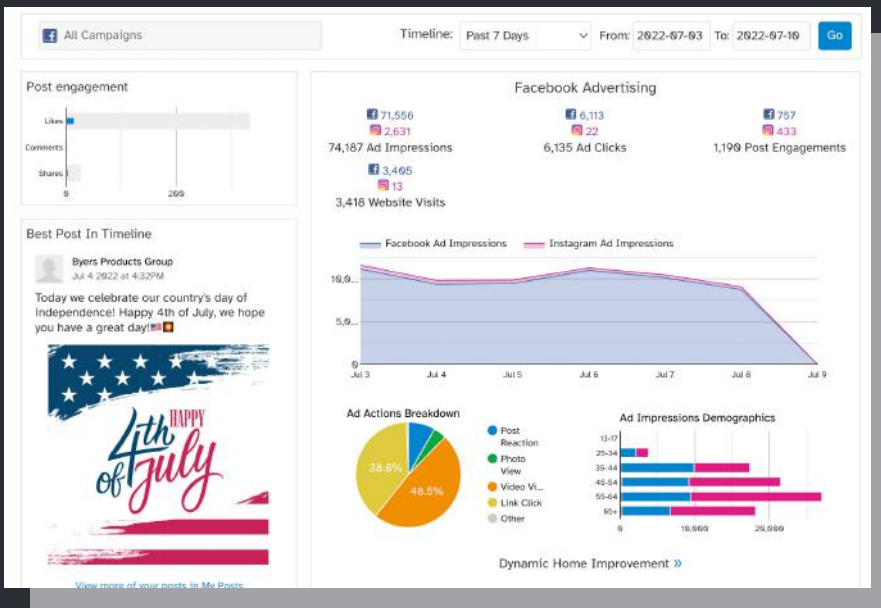 All Campaigns
Timeline: Past 7 Days From: 2022-07-03 To: 2022-07-10 Go
Post engagement
Likes
Comments
Shares
0 200
Best Post In Timeline
Byers Products Group
Jul 4 2022 at 4:32PM
Today we celebrate our country's day of
Independence! Happy 4th of July, we hope
you have a great day!
HAPPY
4th
of July
View more of your posts in My Posts
Facebook Advertising
71,556
2,631
74,187 Ad Impressions
6,113
22
6,135 Ad Clicks
757
433
1,190 Post Engagements
3,405
13
3,418 Website Visits
Facebook Ad Impressions Instagram Ad Impressions
10,0...
5,0...
0
Jul 3 Jul 4 Jul 5 Jul 6 Jul 7 Jul 8 Jul 9
Ad Actions Breakdown
38.8%
48.5%
Post
Reaction
Photo
View
Video Vi...
Link Click
Other
Ad Impressions Demographics
13-17
25-34
35-44
45-54
55-64
65+
0 10,000 20,000
Dynamic Home Improvement »